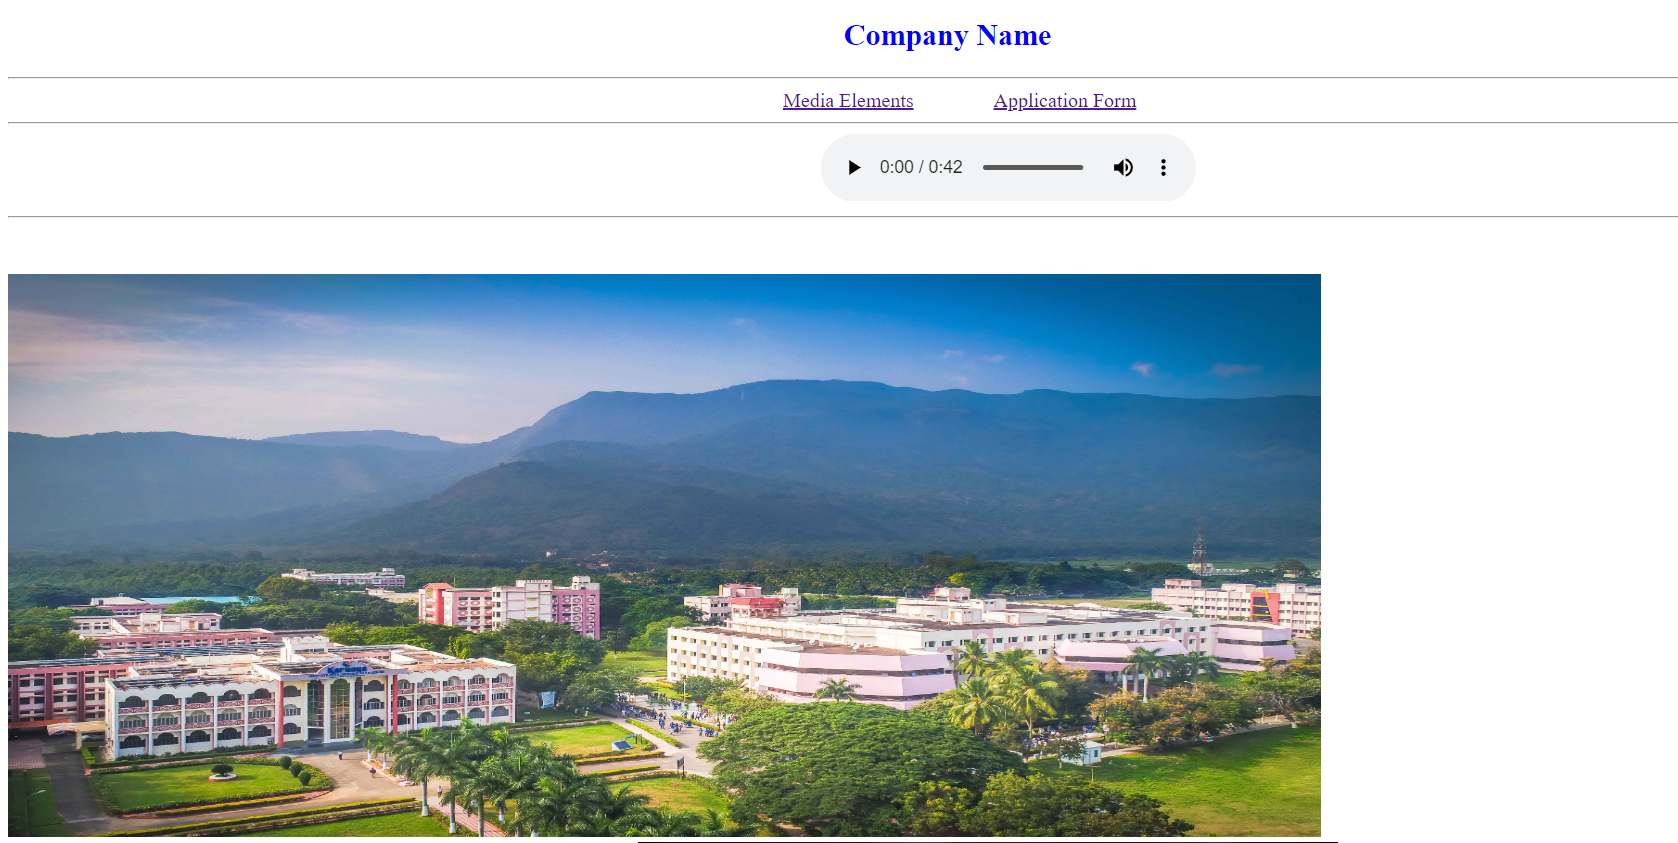 Company Name
Media Elements Application Form
0:00 / 0:42